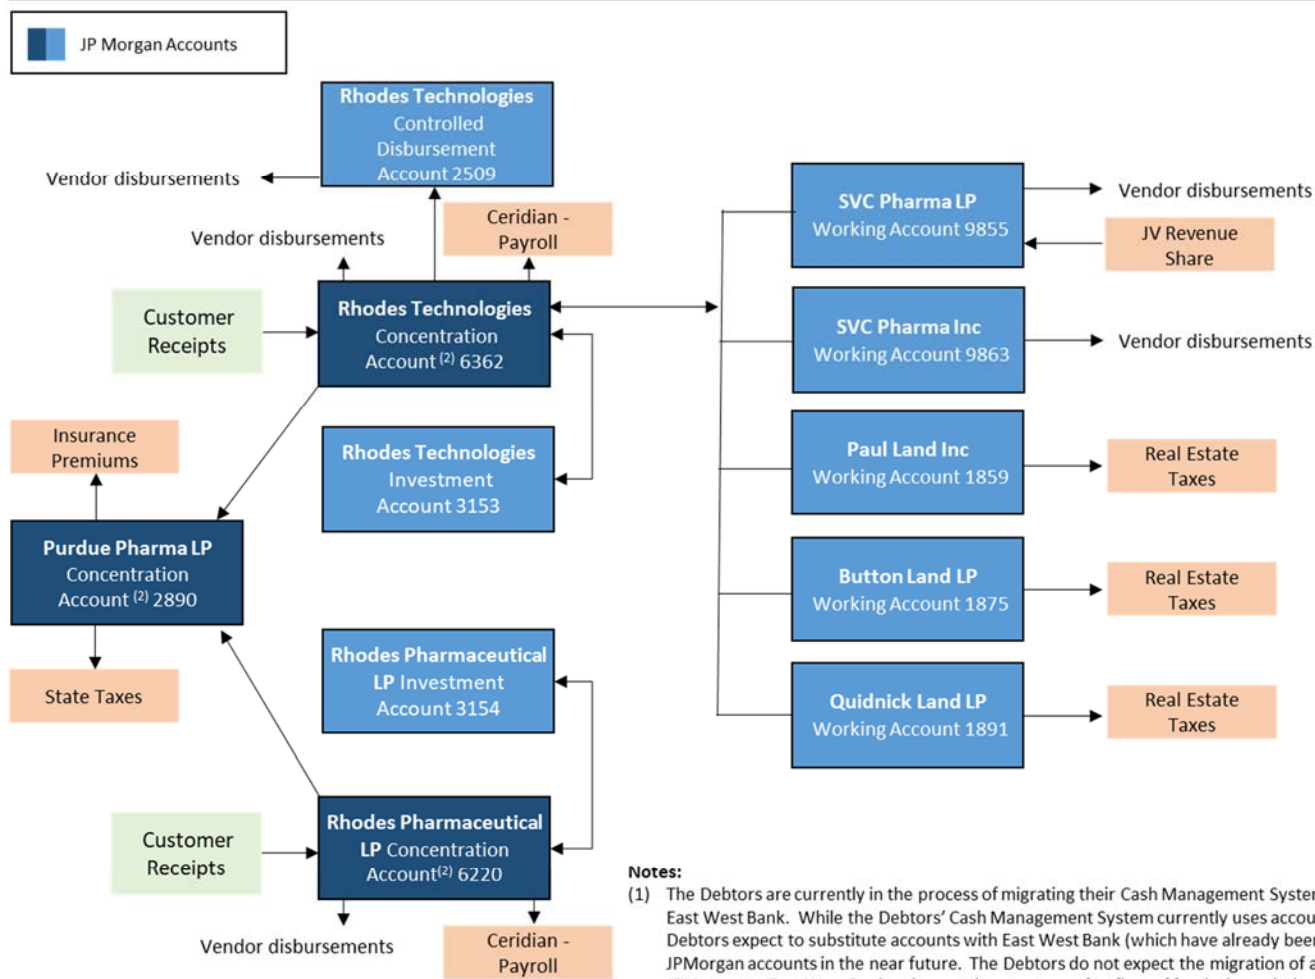 JP Morgan Accounts
Rhodes Technologies
Controlled
Disbursement
Account 2509
Vendor disbursements
Vendor disbursements
Ceridian -
Payroll
Customer
Receipts
Rhodes Technologies
Concentration
Account (2) 6362
Rhodes Technologies
Investment
Account 3153
Insurance
Premiums
Purdue Pharma LP
Concentration
Account (2) 2890
State Taxes
Rhodes Pharmaceutical
LP Investment
Account 3154
Customer
Receipts
Rhodes Pharmaceutical
LP Concentration
Account(2) 6220
Vendor disbursements
Ceridian -
Payroll
SVC Pharma LP
Working Account 9855
Vendor disbursements
JV Revenue
Share
SVC Pharma Inc
Working Account 9863
Vendor disbursements
Paul Land Inc
Working Account 1859
Real Estate
Taxes
Button Land LP
Working Account 1875
Real Estate
Taxes
Quidnick Land LP
Working Account 1891
Real Estate
Taxes
Notes:
(1) The Debtors are currently in the process of migrating their Cash Management System
East West Bank. While the Debtors' Cash Management System currently uses accou
Debtors expect to substitute accounts with East West Bank (which have already been
JPMorgan accounts in the near future. The Debtors do not expect the migration of a